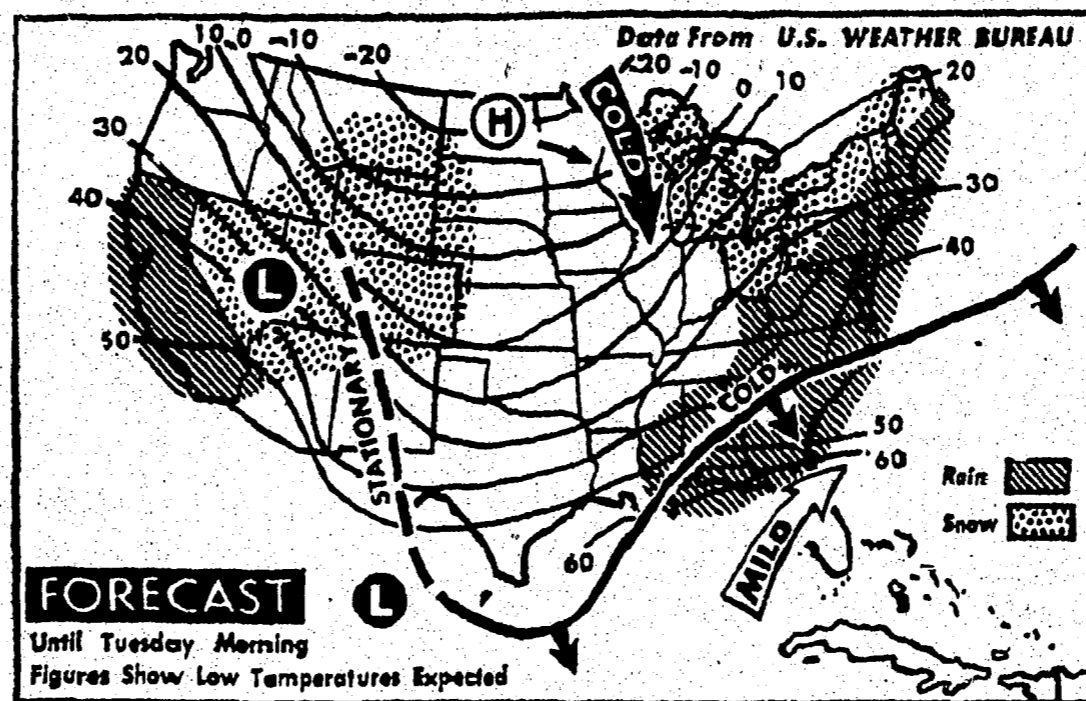 Data From U.S. WEATHER BUREAU
20 10 0 -10 -20
<20 -10 0 10 20
30
40
50
H
COLD
L
STATIONARY
30
40
COLD
50
60
60
MILD
Rain
Snow
L
FORECAST
Until Tuesday Morning
Figures Show Low Temperatures Expected